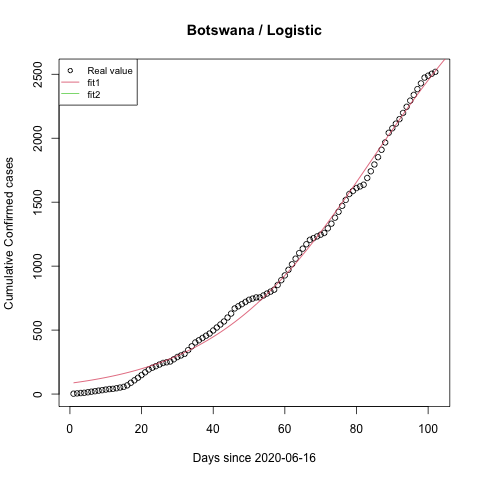 Botswana / Logistic
Real value
fit1
fit2
Cumulative Confirmed cases
2500
2000
1500
1000
500
0
0 20 40 60 80 100
Days since 2020-06-16